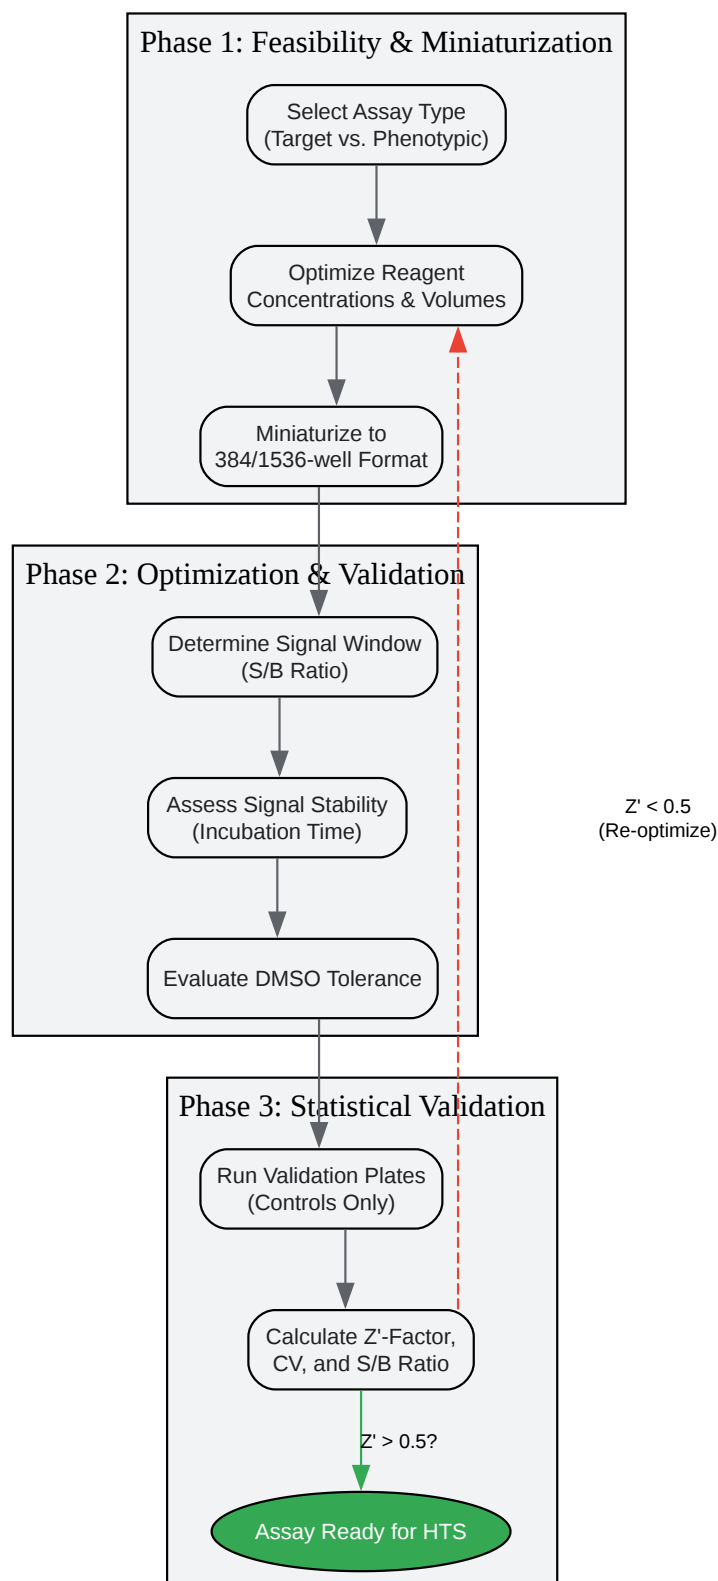 Phase 1: Feasibility & Miniaturization
Select Assay Type
(Target vs. Phenotypic)
Optimize Reagent
Concentrations & Volumes
Miniaturize to
384/1536-well Format
Phase 2: Optimization & Validation
Determine Signal Window
(S/B Ratio)
Assess Signal Stability
(Incubation Time)
Z' < 0.5
(Re-optimize)
Evaluate DMSO Tolerance
Phase 3: Statistical Validation
Run Validation Plates
(Controls Only)
Calculate Z'-Factor,
CV, and S/B Ratio
Z' > 0.5?
Assay Ready for HTS